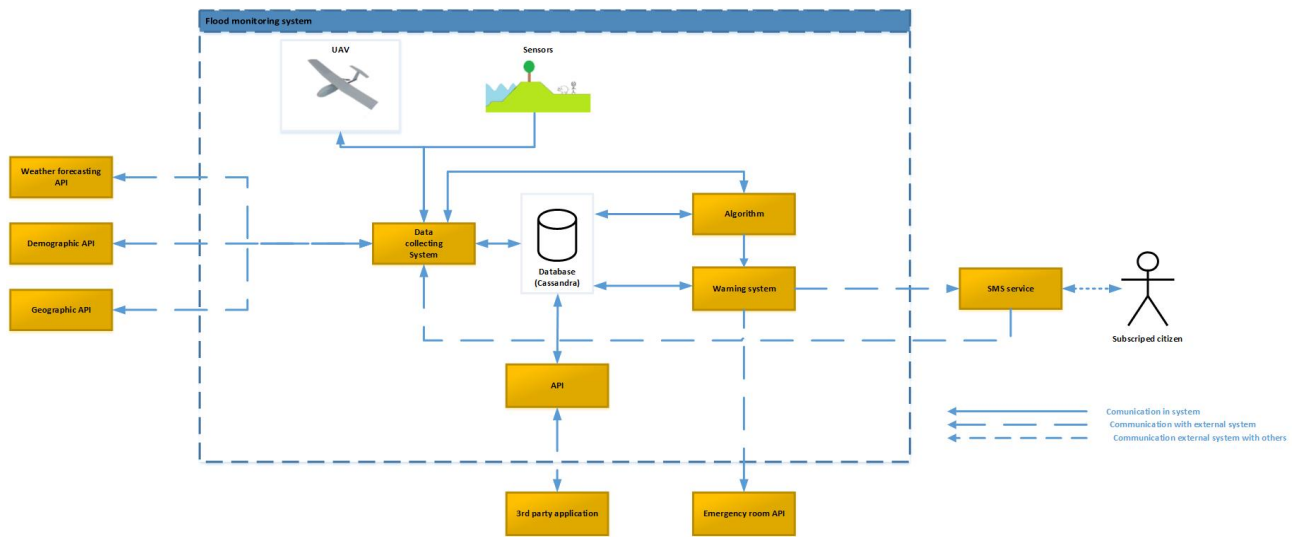 Flood monitoring system
UAV
Sensors
Weather forecasting
API
Demographic API
Geographic API
Data
collecting
System
Database
(Cassandra)
Algorithm
Warning system
SMS service
Subscriped citizen
API
3rd party application
Emergency room API
Comunication in system
Communication with external system
Communication external system with others